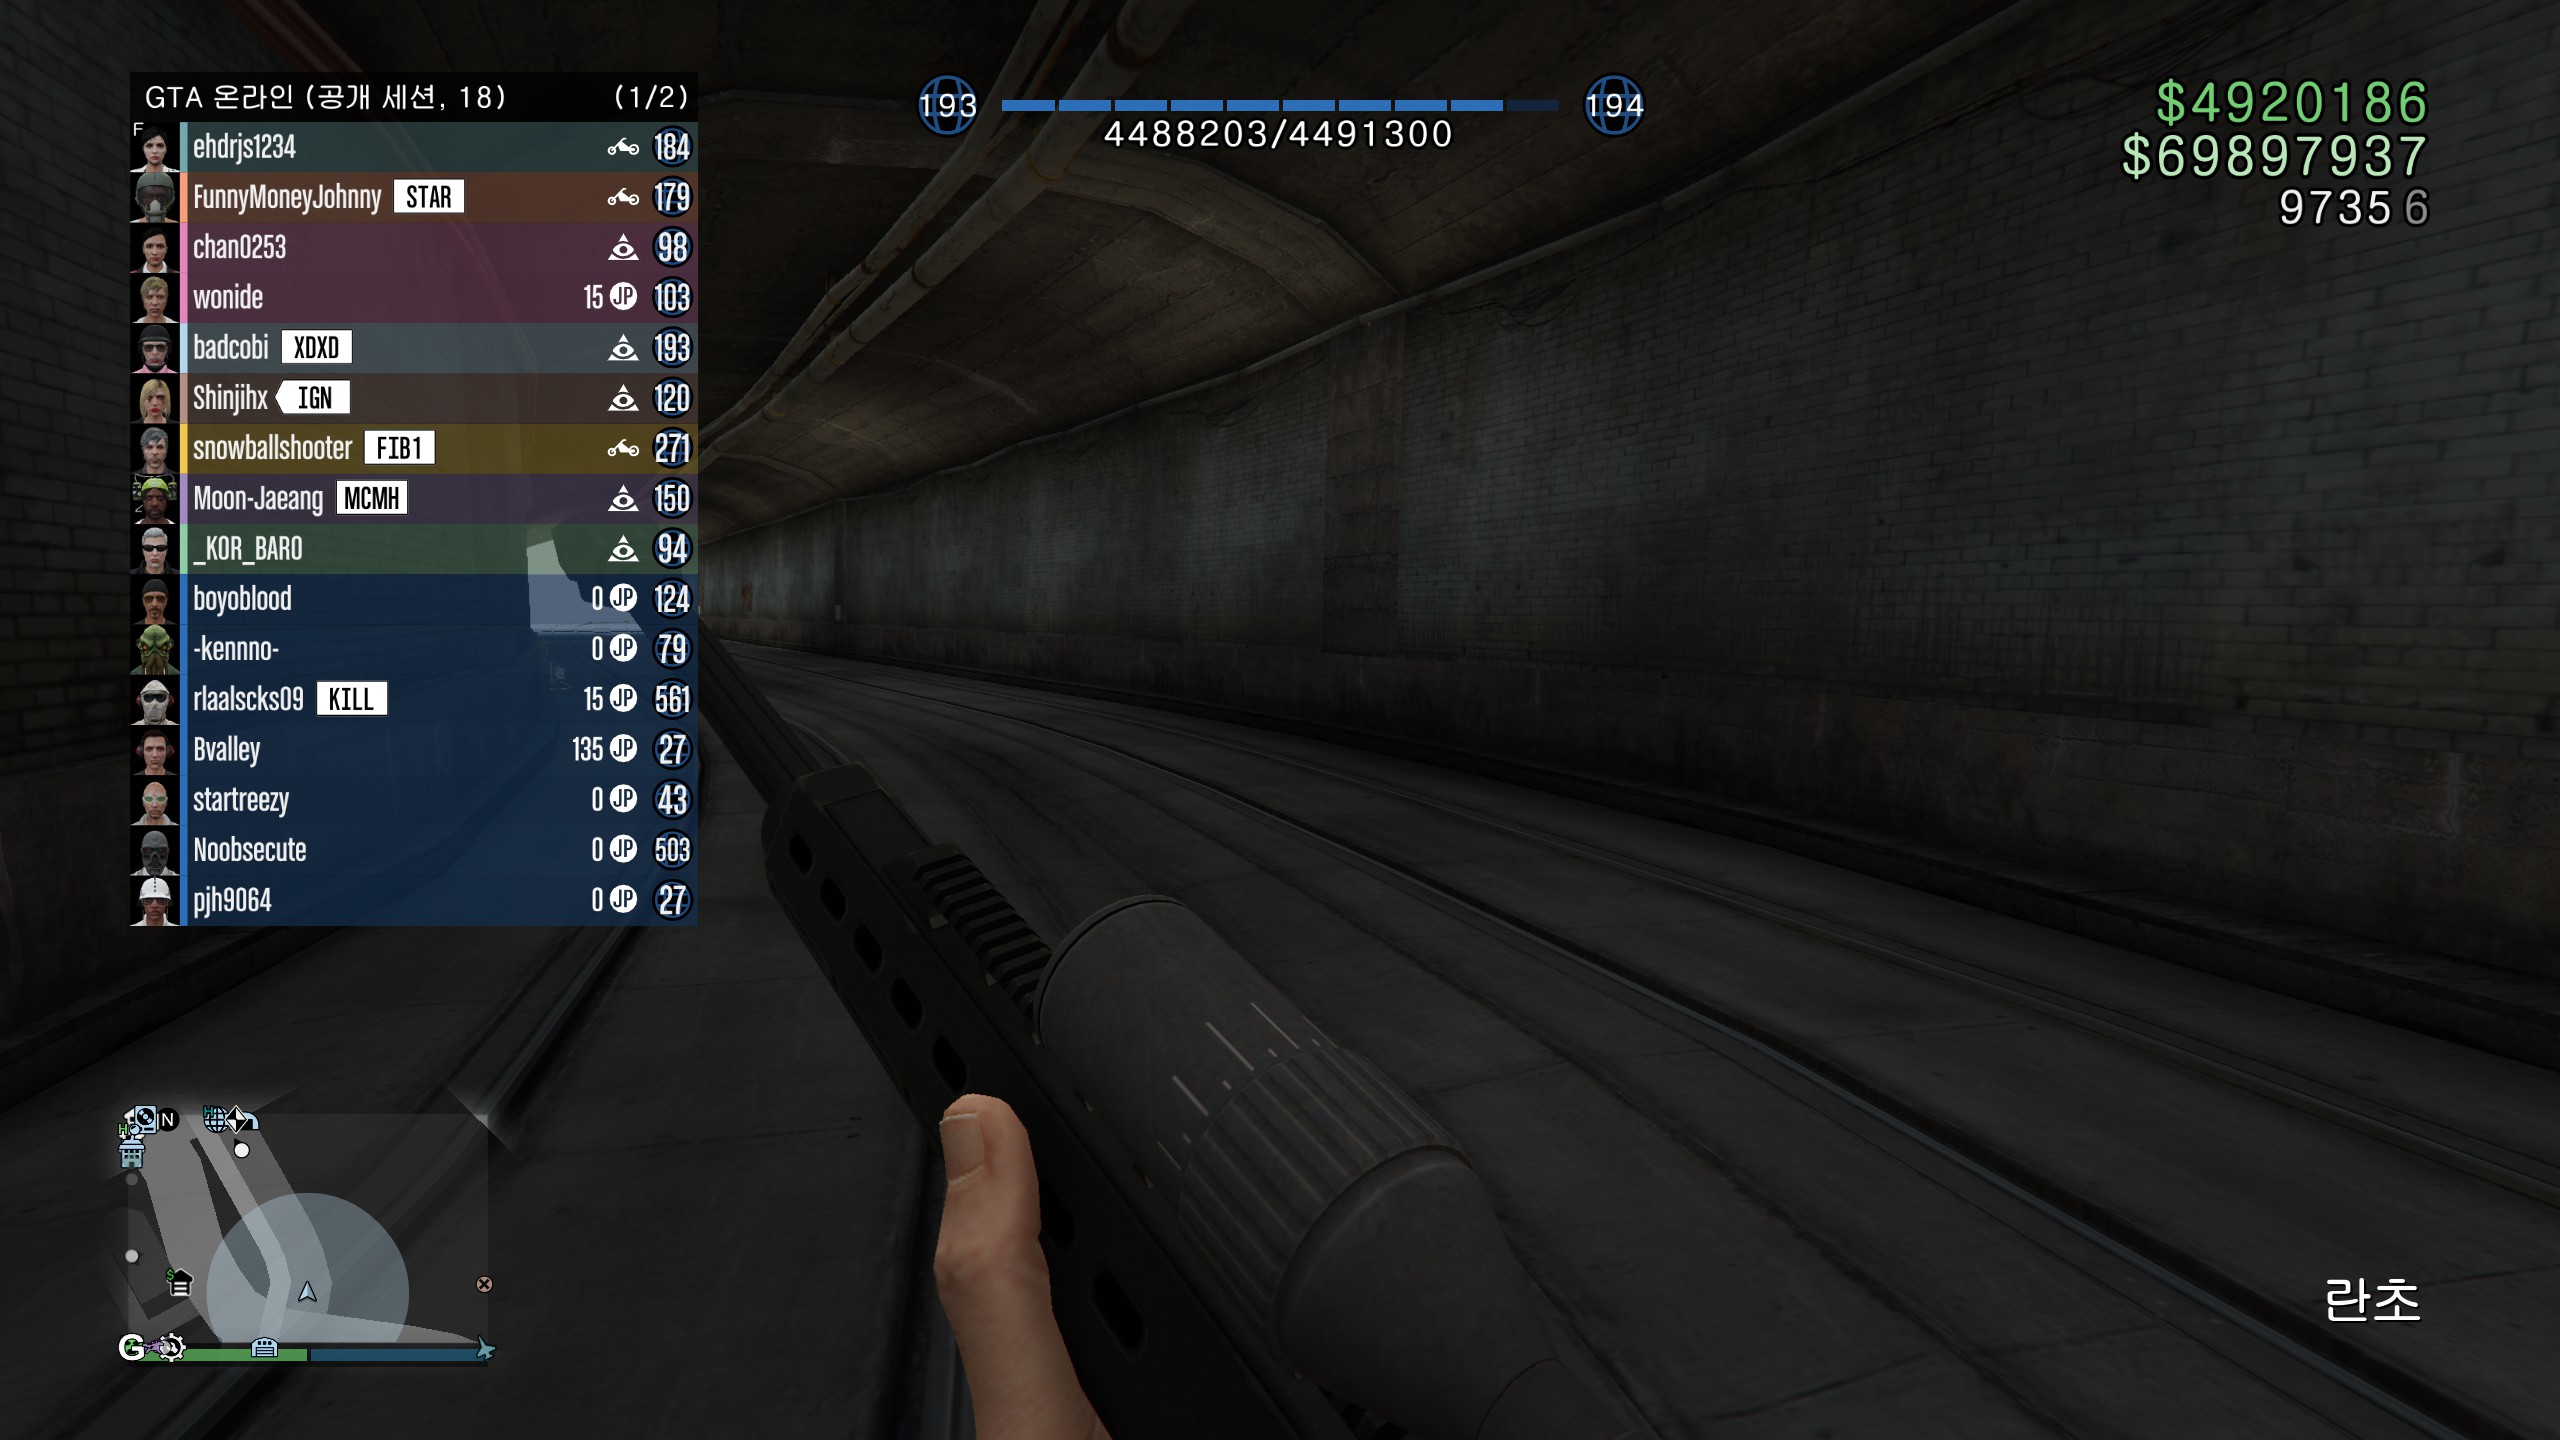 GTA 온라인 (공개 세션, 18) (1/2)
F ehdrjs1234 184
FunnyMoneyJohnny STAR 179
chan0253 98
wonide 15 JP 103
badcobi XDXD 193
Shinjihx IGN 120
snowballshooter FIB1 271
Moon-Jaeang MCMH 150
_KOR_BARO 94
boyoblood 0 JP 124
-kennno- 0 JP 79
rlaalscks09 KILL 15 JP 561
Bvalley 135 JP 27
startreezy 0 JP 43
Noobsecute 0 JP 503
pjh9064 0 JP 27
193 194
4488203/4491300
$4920186
$69897937
9735 6
N H
H
$
G
란초